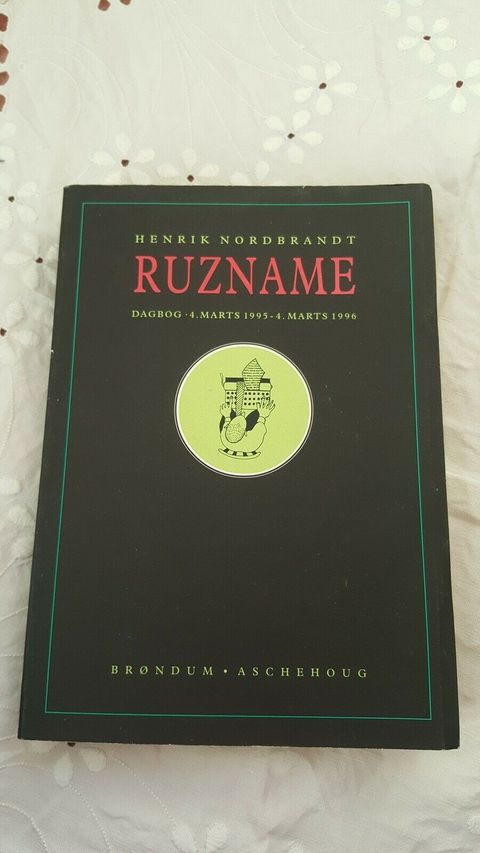 HENRIK NORDBRANDT
RUZNAME
DAGBOG · 4. MARTS 1995 - 4. MARTS 1996
BRØNDUM · ASCHEHOUG